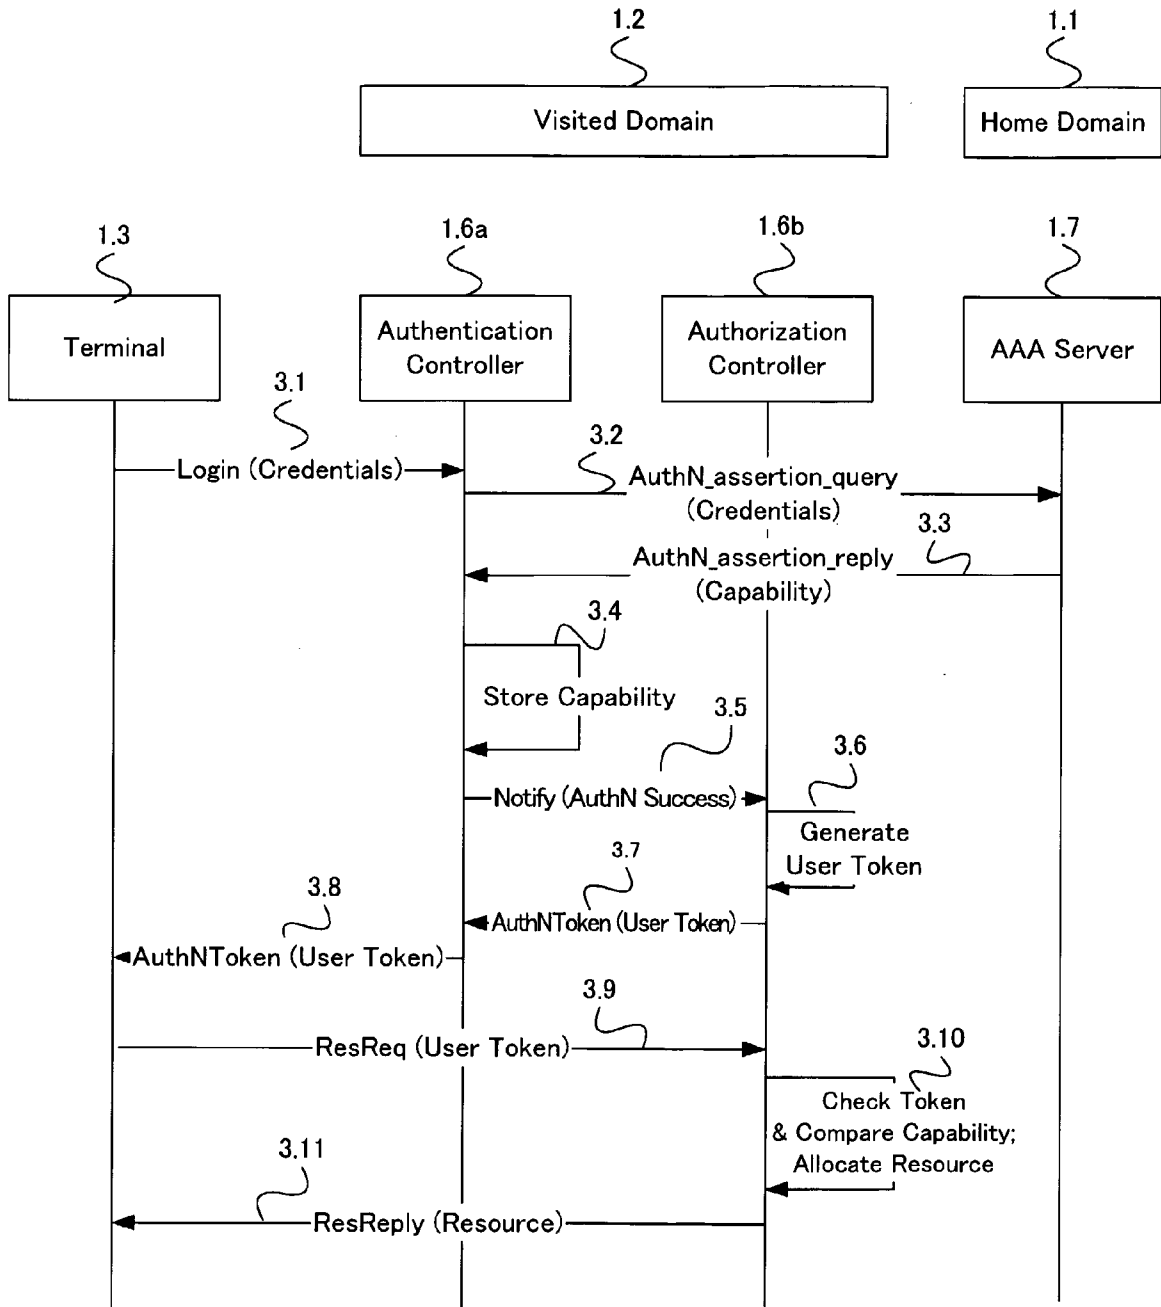 1.2
1.1
Visited Domain
Home Domain
1.3
1.6a
1.6b
1.7
Terminal
Authentication
Controller
Authorization
Controller
AAA Server
3.1
Login (Credentials)
3.2
AuthN_assertion_query
(Credentials)
3.3
AuthN_assertion_reply
(Capability)
3.4
Store Capability
3.5
Notify (AuthN Success)
3.6
Generate
User Token
3.7
AuthNToken (User Token)
3.8
AuthNToken (User Token)
3.9
ResReq (User Token)
3.10
Check Token
& Compare Capability;
Allocate Resource
3.11
ResReply (Resource)